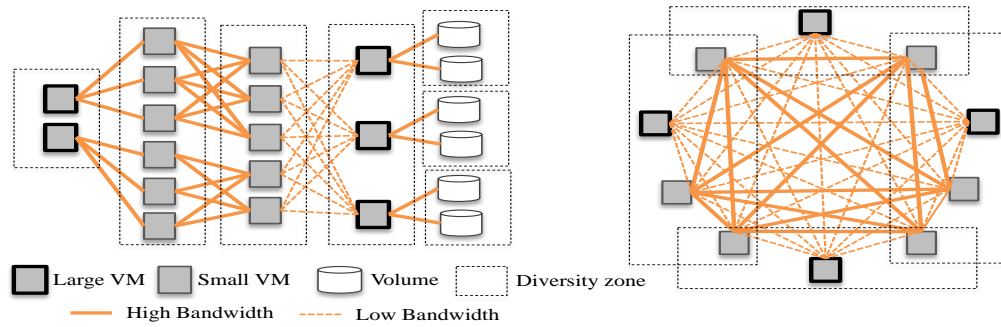 Large VM Small VM Volume Diversity zone
High Bandwidth Low Bandwidth